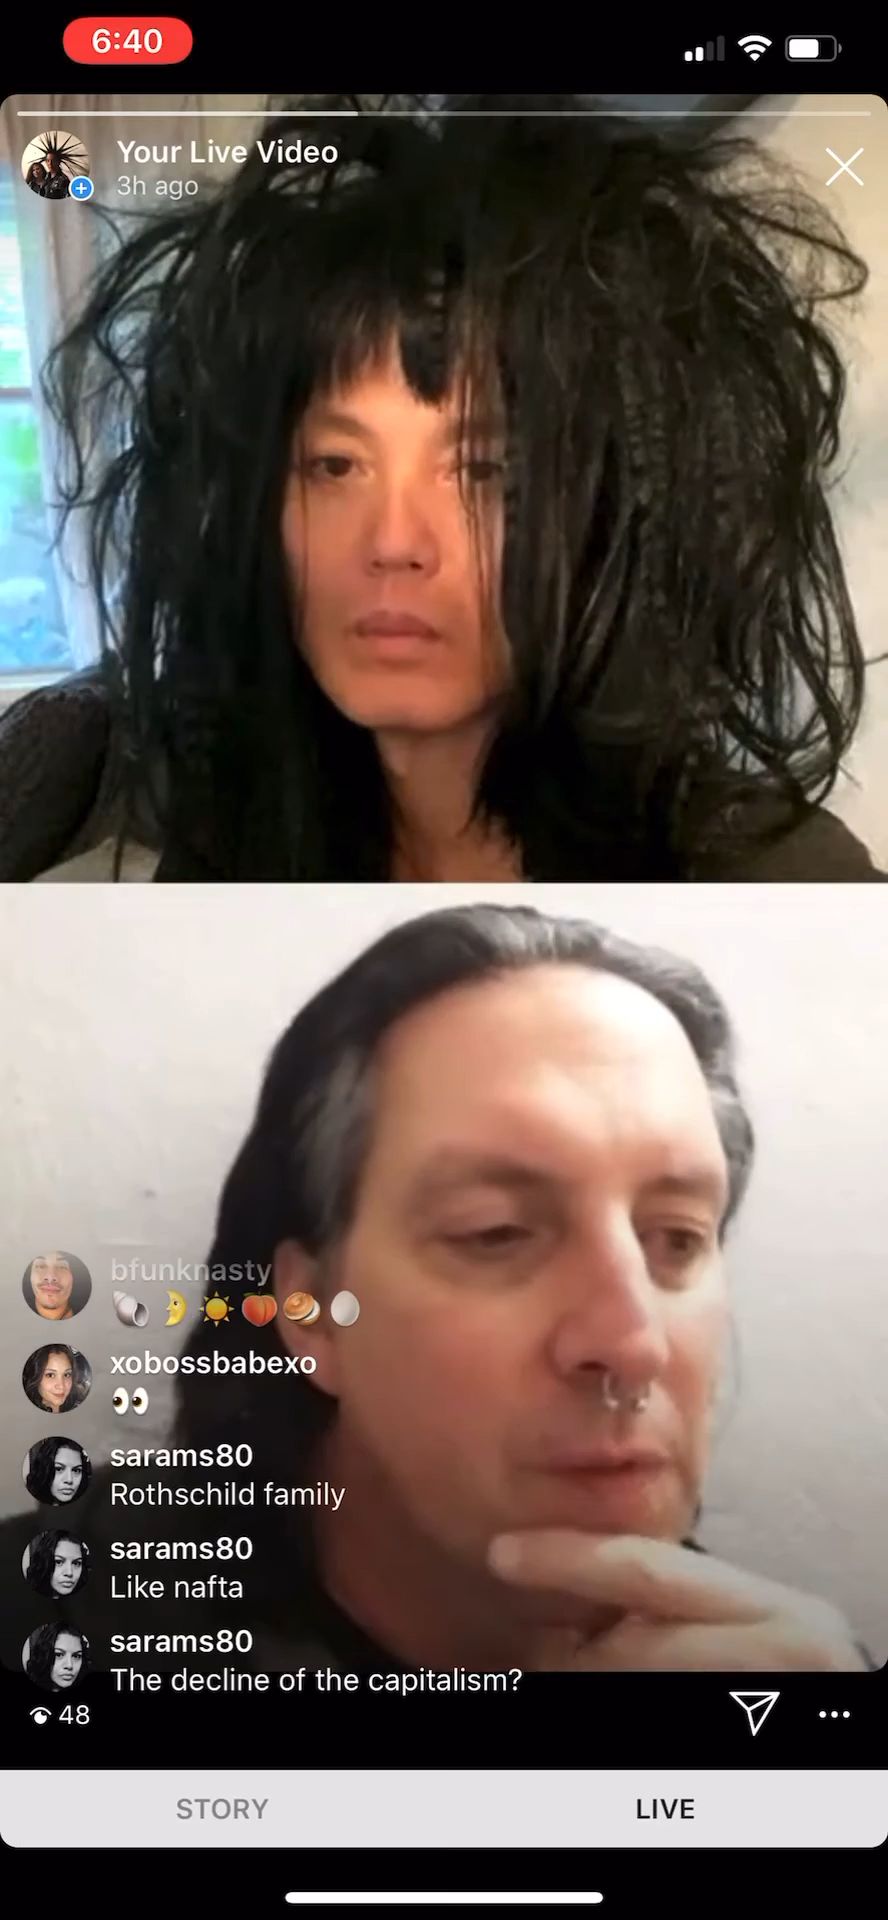 6:40
Your Live Video
3h ago
bfunknasty
🐚🌛☀️🍑🥯🥚
xobossbabexo
👀
sarams80
Rothschild family
sarams80
Like nafta
sarams80
The decline of the capitalism?
48
STORY
LIVE